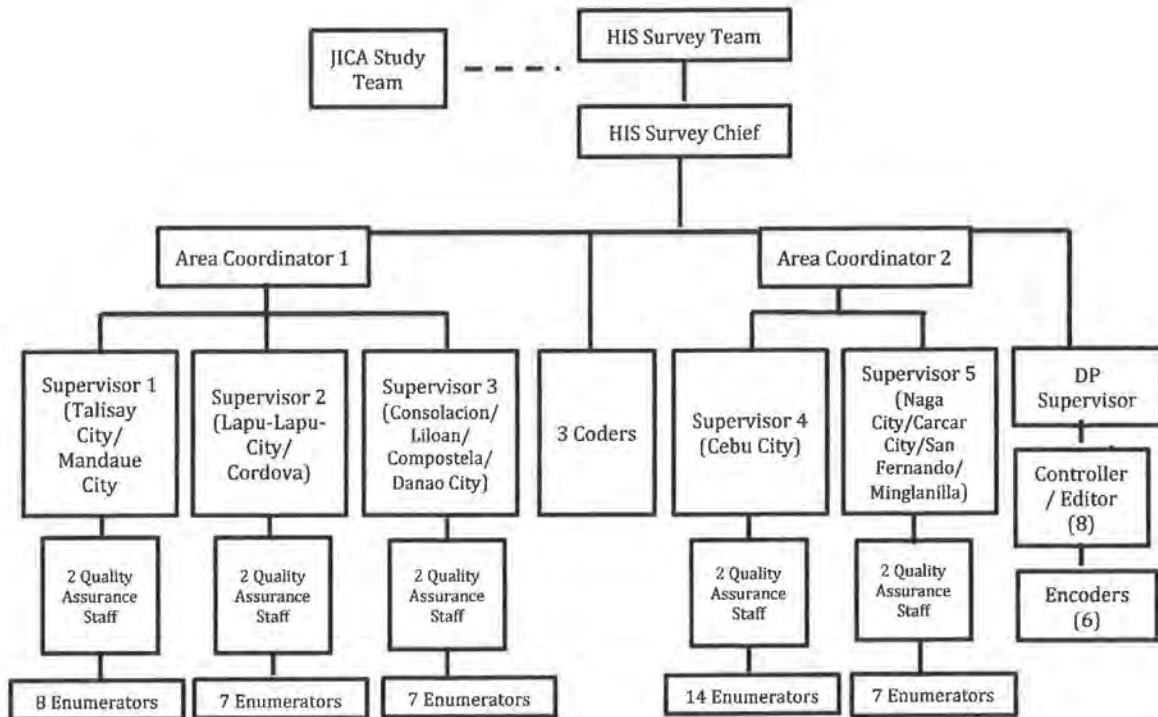 HIS Survey Team
JICA Study
Team
HIS Survey Chief
Area Coordinator 1
Area Coordinator 2
Supervisor 1
(Talisay
City/
Mandaue
City
Supervisor 2
(Lapu-Lapu-
City/
Cordova)
Supervisor 3
(Consolacion/
Liloan/
Compostela/
Danao City)
3 Coders
Supervisor 4
(Cebu City)
Supervisor 5
(Naga
City/Carcar
City/San
Fernando/
Minglanilla)
DP
Supervisor
Controller
/ Editor
(8)
Encoders
(6)
2 Quality
Assurance
Staff
2 Quality
Assurance
Staff
2 Quality
Assurance
Staff
2 Quality
Assurance
Staff
2 Quality
Assurance
Staff
8 Enumerators
7 Enumerators
7 Enumerators
14 Enumerators
7 Enumerators